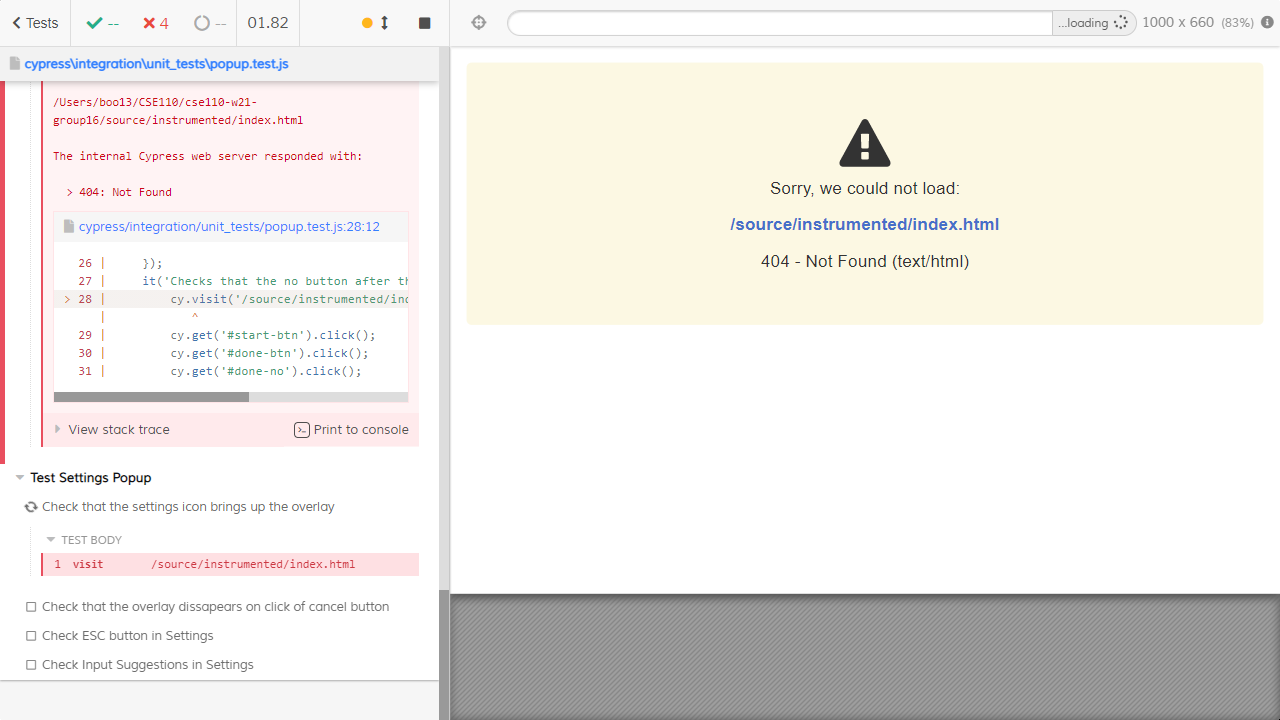 Tests
--
4
--
01.82
...loading
1000 x 660 (83%)
cypress\integration\unit_tests\popup.test.js
/Users/boo13/CSE110/cse110-w21-
group16/source/instrumented/index.html
The internal Cypress web server responded with:
> 404: Not Found
cypress/integration/unit_tests/popup.test.js:28:12
26 | });
27 | it('Checks that the no button after th
> 28 | cy.visit('/source/instrumented/ind
| ^
29 | cy.get('#start-btn').click();
30 | cy.get('#done-btn').click();
31 | cy.get('#done-no').click();
View stack trace
Print to console
Test Settings Popup
Check that the settings icon brings up the overlay
TEST BODY
1 visit /source/instrumented/index.html
Check that the overlay dissapears on click of cancel button
Check ESC button in Settings
Check Input Suggestions in Settings
Sorry, we could not load:
/source/instrumented/index.html
404 - Not Found (text/html)